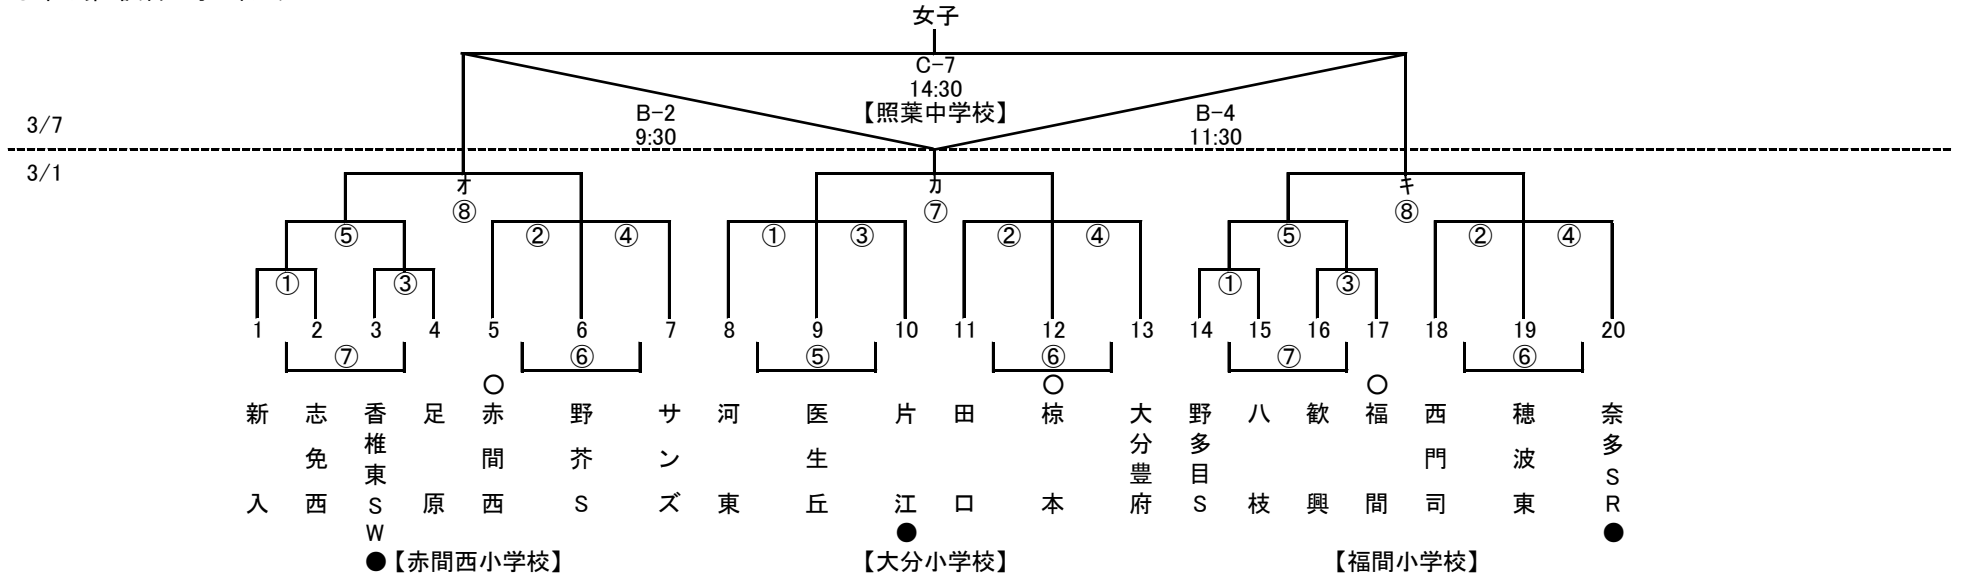 女子
C-7
14:30
【照葉中学校】
B-2
9:30
B-4
11:30
3/7
3/1
オ カ キ
⑧ ⑦ ⑧
⑤ ② ④ ① ③ ② ④ ⑤ ② ④
① ③ ① ③
1 2 3 4 5 6 7 8 9 10 11 12 13 14 15 16 17 18 19 20
⑦ ⑥ ⑤ ⑥ ⑦ ⑥
○ ○ ○
新入
志免西
香椎東SW
足原
赤間西
野芥S
サンズ
河東
医生丘
片江
田口
椋本
大分豊府
野多目S
八枝
歓興
福間
西門司
穂波東
奈多SR
● ●
●【赤間西小学校】
【大分小学校】
【福間小学校】